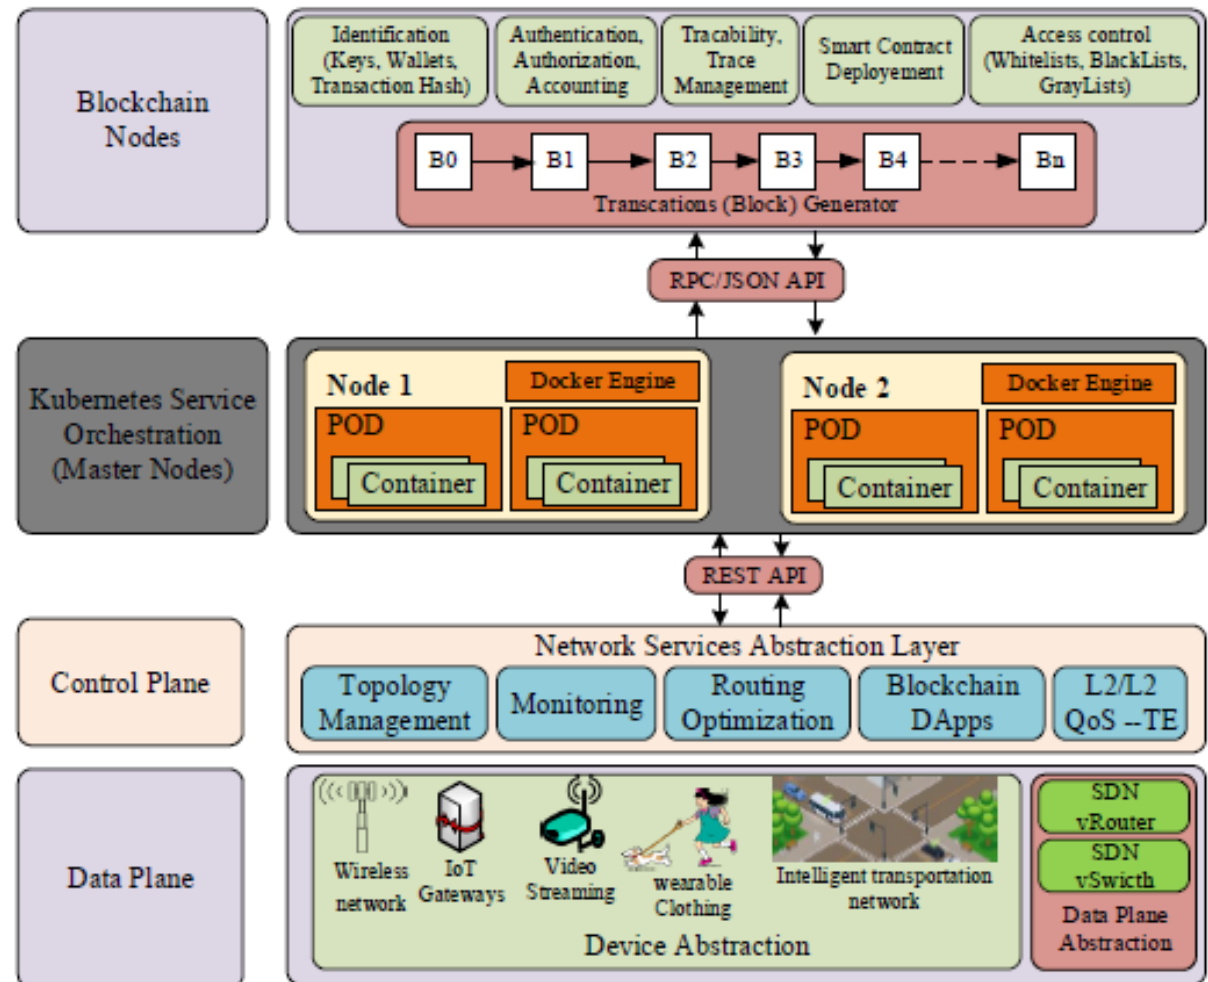 Blockchain
Nodes
Identification
(Keys, Wallets,
Transaction Hash)
Authentication,
Authorization,
Accounting
Tracability,
Trace
Management
Smart Contract
Deployement
Access control
(Whitelists, BlackLists,
GrayLists)
B0
B1
B2
B3
B4
Bn
Transcations (Block) Generator
RPC/JSON API
Kubernetes Service
Orchestration
(Master Nodes)
Node 1
Docker Engine
POD
Container
POD
Container
Node 2
Docker Engine
POD
Container
POD
Container
REST API
Control Plane
Network Services Abstraction Layer
Topology
Management
Monitoring
Routing
Optimization
Blockchain
DApps
L2/L2
QoS --TE
Data Plane
Wireless
network
IoT
Gateways
Video
Streaming
wearable
Clothing
Intelligent transportation
network
Device Abstraction
SDN
vRouter
SDN
vSwicth
Data Plane
Abstraction